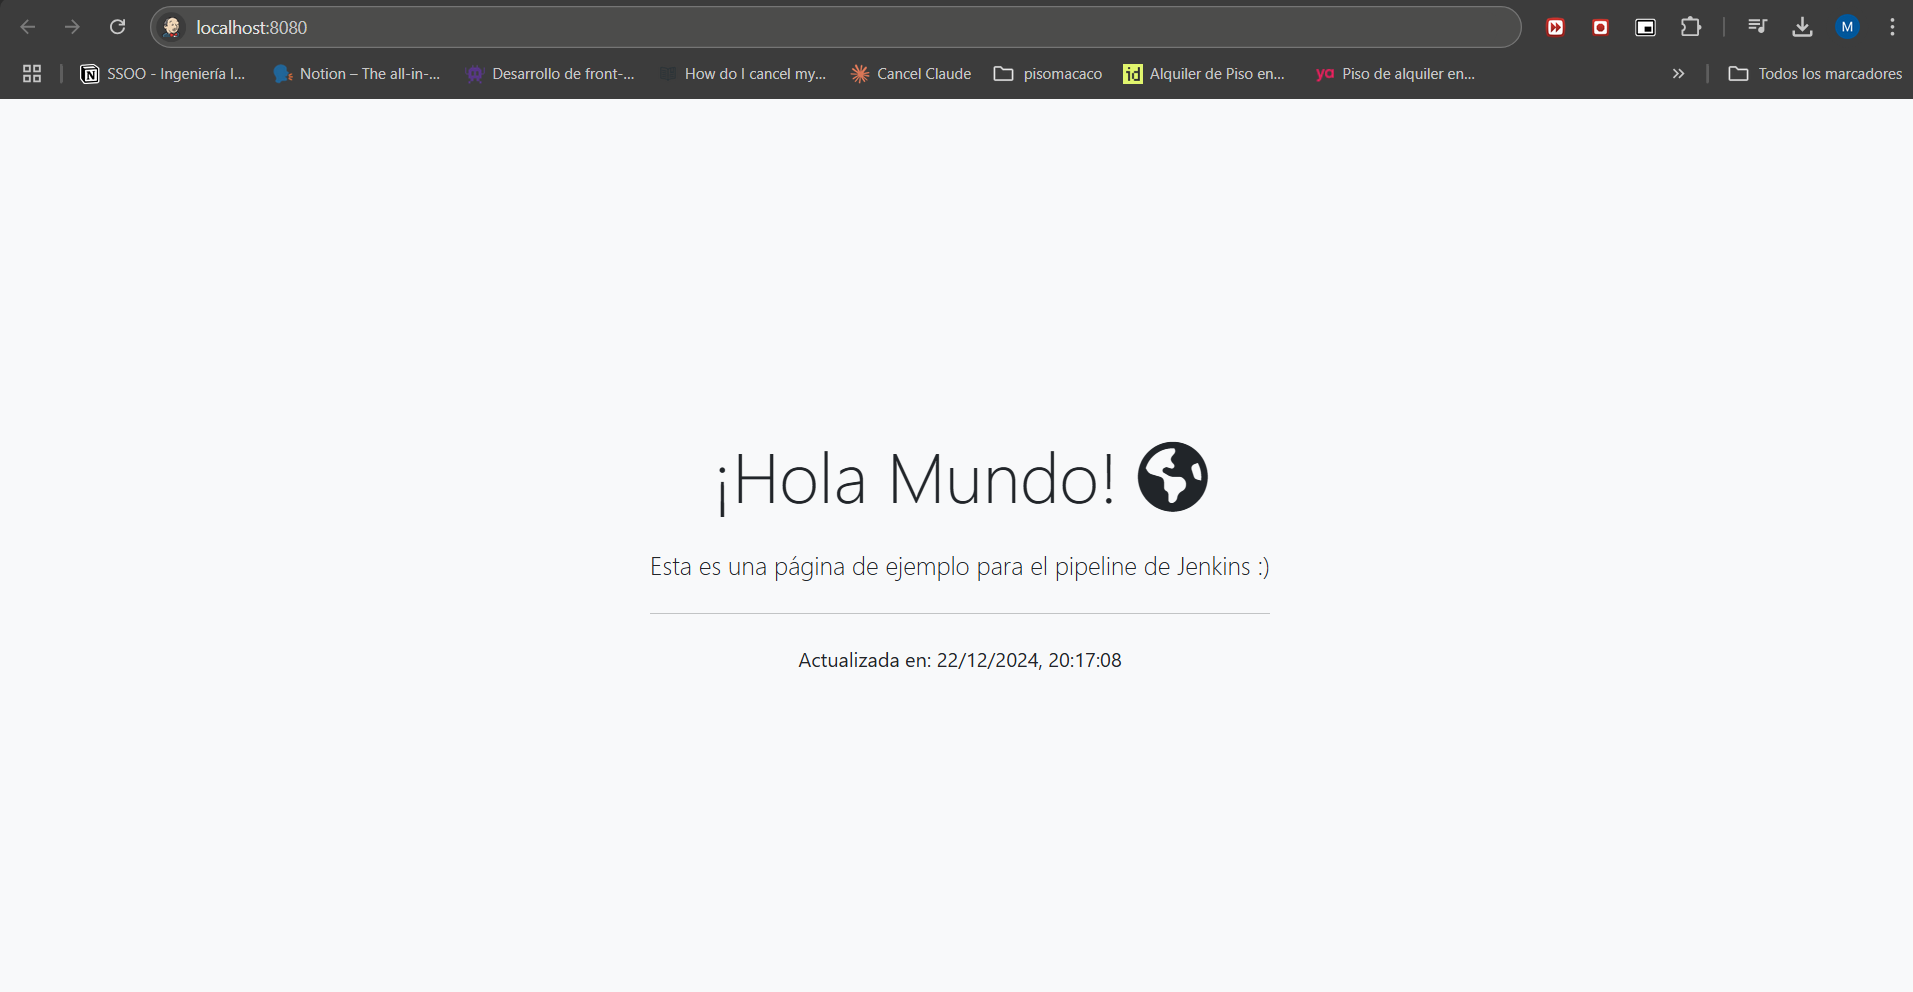 localhost:8080
M
SSOO - Ingeniería I...
Notion – The all-in-...
Desarrollo de front-...
How do I cancel my...
Cancel Claude
pisomacaco
id
Alquiler de Piso en...
ya
Piso de alquiler en...
»
Todos los marcadores
¡Hola Mundo!
Esta es una página de ejemplo para el pipeline de Jenkins :)
Actualizada en: 22/12/2024, 20:17:08